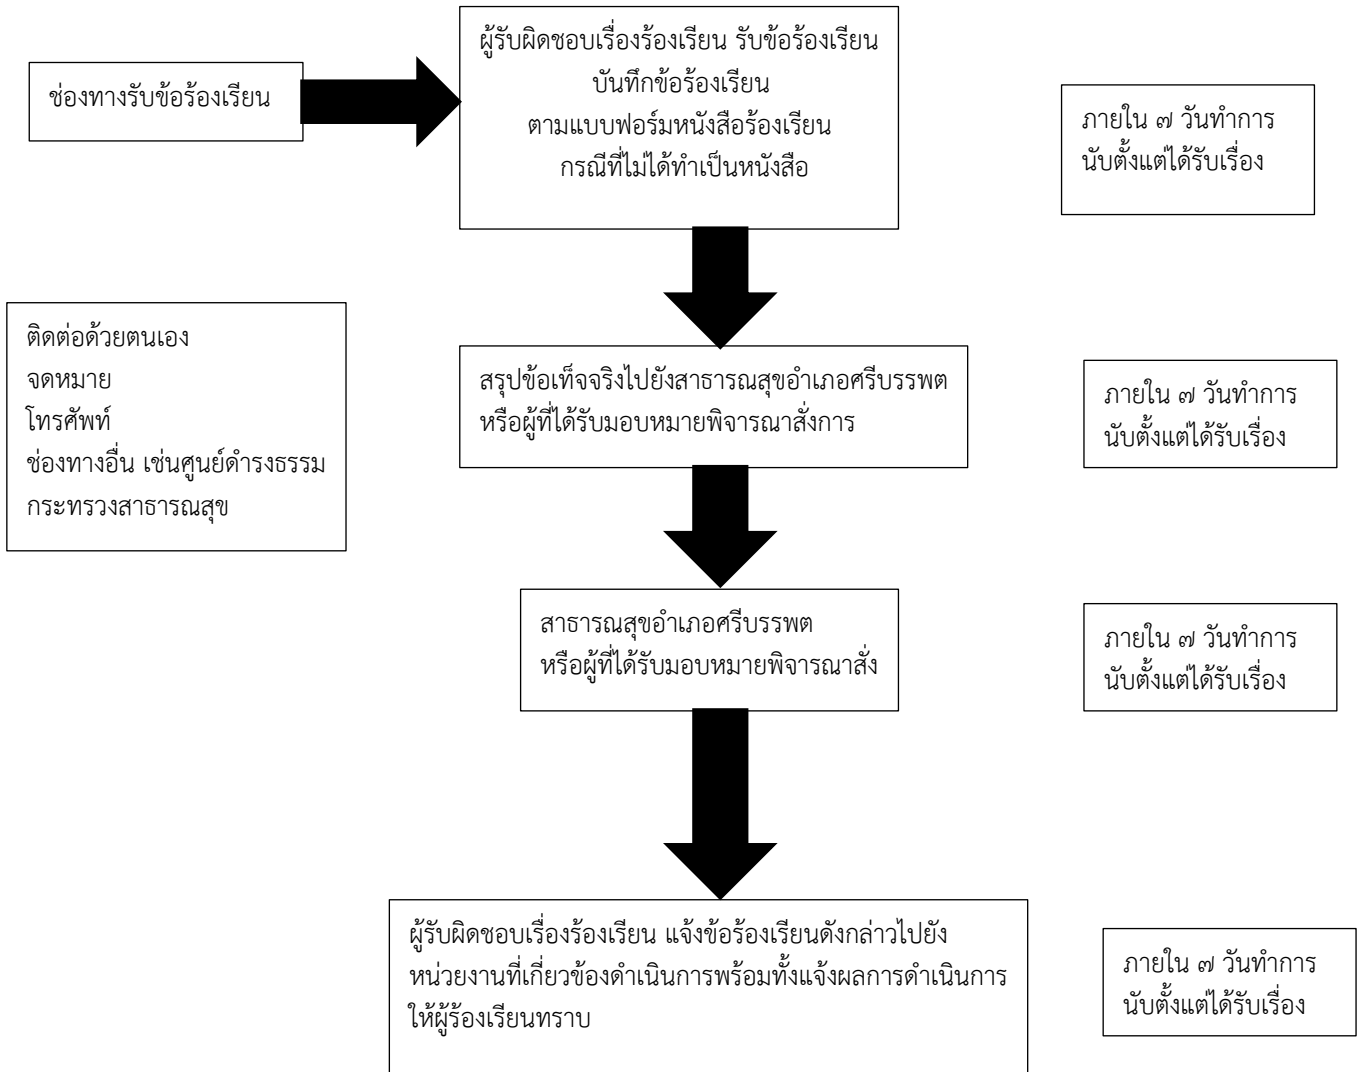 ช่องทางรับข้อร้องเรียน
ผู้รับผิดชอบเรื่องร้องเรียน รับข้อร้องเรียน
บันทึกข้อร้องเรียน
ตามแบบฟอร์มหนังสือร้องเรียน
กรณีที่ไม่ได้ทำเป็นหนังสือ
ภายใน ๗ วันทำการ
นับตั้งแต่ได้รับเรื่อง
ติดต่อด้วยตนเอง
จดหมาย
โทรศัพท์
ช่องทางอื่น เช่นศูนย์ดำรงธรรม
กระทรวงสาธารณสุข
สรุปข้อเท็จจริงไปยังสาธารณสุขอำเภอศรีบรรพต
หรือผู้ที่ได้รับมอบหมายพิจารณาสั่งการ
ภายใน ๗ วันทำการ
นับตั้งแต่ได้รับเรื่อง
สาธารณสุขอำเภอศรีบรรพต
หรือผู้ที่ได้รับมอบหมายพิจารณาสั่ง
ภายใน ๗ วันทำการ
นับตั้งแต่ได้รับเรื่อง
ผู้รับผิดชอบเรื่องร้องเรียน แจ้งข้อร้องเรียนดังกล่าวไปยัง
หน่วยงานที่เกี่ยวข้องดำเนินการพร้อมทั้งแจ้งผลการดำเนินการ
ให้ผู้ร้องเรียนทราบ
ภายใน ๗ วันทำการ
นับตั้งแต่ได้รับเรื่อง